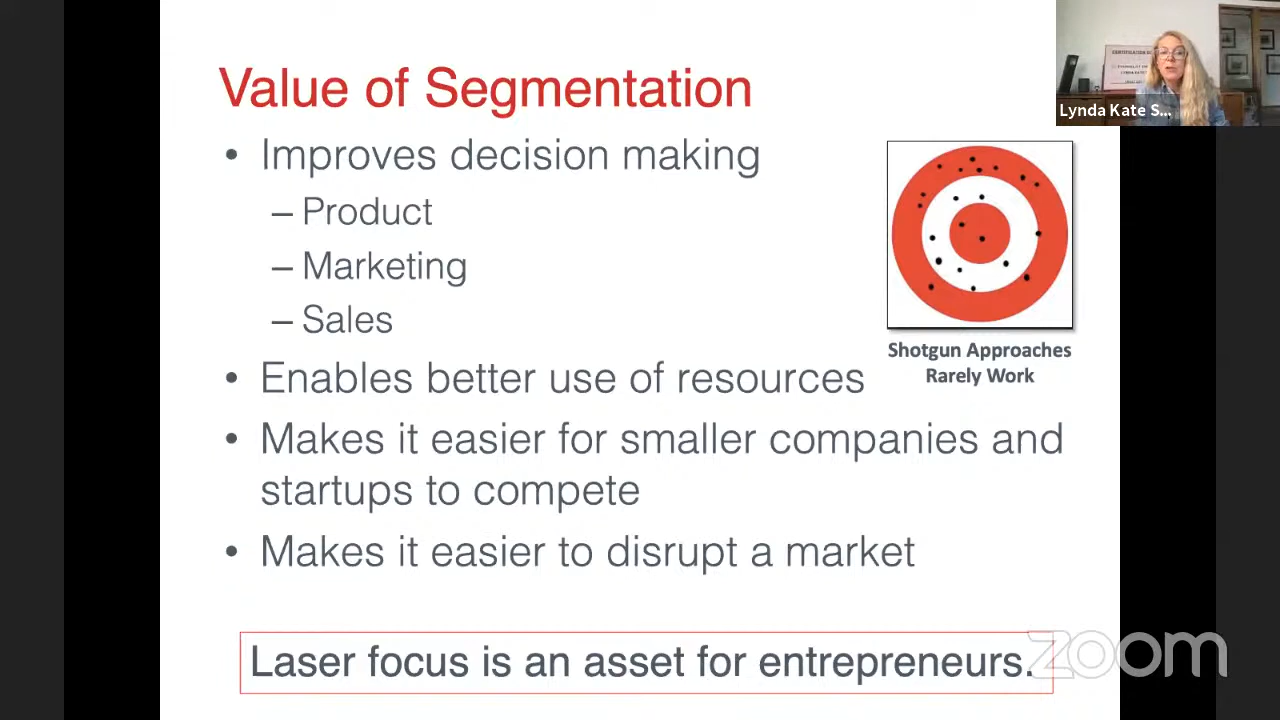 Value of Segmentation
• Improves decision making
– Product
– Marketing
– Sales
• Enables better use of resources
• Makes it easier for smaller companies and
startups to compete
• Makes it easier to disrupt a market
Laser focus is an asset for entrepreneurs.
Shotgun Approaches
Rarely Work
Lynda Kate S...
zoom